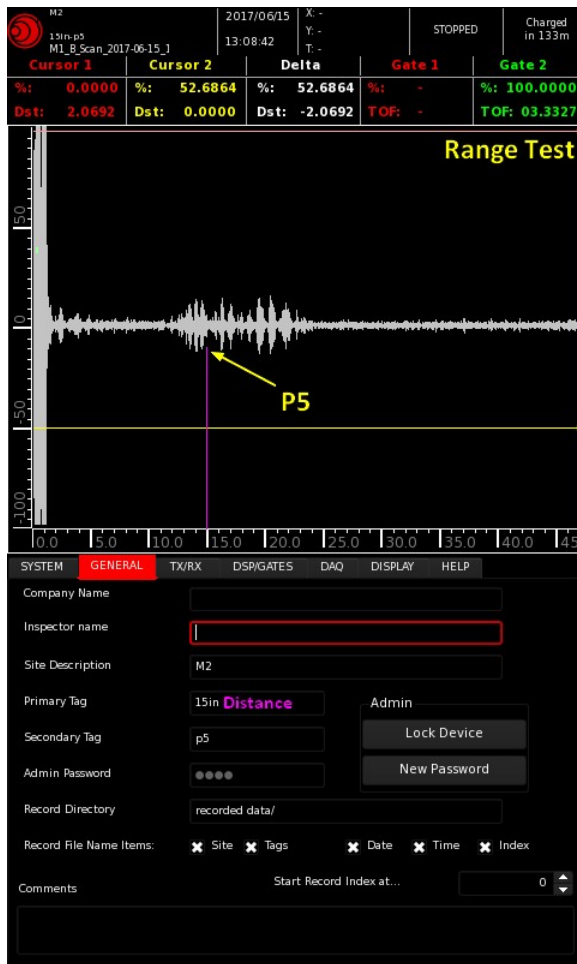 M2
15in-p5
M1_B_Scan_2017-06-15_]
2017/06/15
13:08:42
X: -
Y: -
T: -
STOPPED
Charged
in 133m
Cursor 1 Cursor 2 Delta Gate 1 Gate 2
%: 0.0000 %: 52.6864 %: 52.6864 %: - %: 100.0000
Dst: 2.0692 Dst: 0.0000 Dst: -2.0692 TOF: - TOF: 03.3327
Range Test
50
0
P5
-50
-100
0.0 5.0 10.0 15.0 20.0 25.0 30.0 35.0 40.0 45
SYSTEM GENERAL TX/RX DSP/GATES DAQ DISPLAY HELP
Company Name
Inspector name
Site Description M2
Primary Tag 15in Distance
Admin
Secondary Tag p5
Lock Device
Admin Password
New Password
Record Directory recorded data/
Record File Name Items: Site Tags Date Time Index
Start Record Index at... 0
Comments